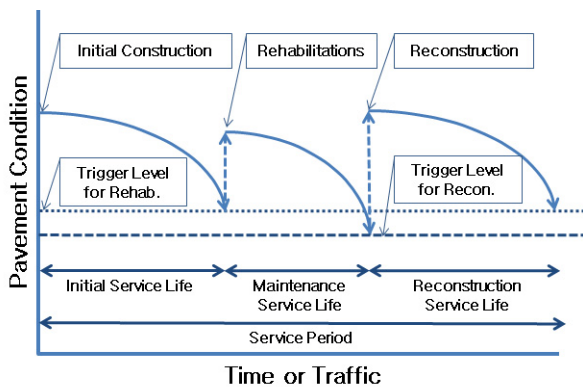 Initial Construction
Rehabilitations
Reconstruction
Pavement Condition
Trigger Level
for Rehab.
Trigger Level
for Recon.
Initial Service Life
Maintenance
Service Life
Reconstruction
Service Life
Service Period
Time or Traffic